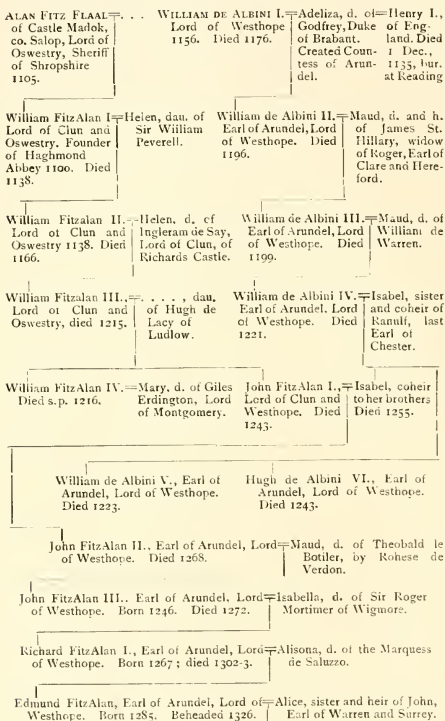 ALAN FITZ FLAAL=. . .
of Castle Madok,
co. Salop, Lord of
Oswestry, Sheriff
of Shropshire
1105.
WILLIAM DE ALBINI I.=
Lord of Westhope
1156. Died 1176.
Adeliza, d. of=
Godfrey, Duke
of Brabant.
Created Coun-
tess of Arun-
del.
Henry I.,
of Eng-
land. Died
1 Dec.,
1135, bur.
at Reading
William FitzAlan I=
Lord of Clun and
Oswestry. Founder
of Haghmond
Abbey 1100. Died
1138.
Helen, dau. of
Sir Wiiliam
Peverell.
William de Albini II.=
Earl of Arundel, Lord
of Westhope. Died
1196.
Maud, d. and h.
of James St.
Hillary, widow
of Roger, Earl of
Clare and Here-
ford.
William Fitzalan II.=
Lord of Clun and
Oswestry 1138. Died
1166.
Helen, d. of
Ingleram de Say,
Lord of Clun, of
Richards Castle.
William de Albini III.=
Earl of Arundel, Lord
of Westhope. Died
1199.
Maud, d. of
William de
Warren.
William Fitzalan III.,=
Lord of Clun and
Oswestry, died 1215.
. . . . , dau.
of Hugh de
Lacy of
Ludlow.
William de Albini IV.=
Earl of Arundel. Lord
of Westhope. Died
1221.
Isabel, sister
and coheir of
Ranulf, last
Earl of
Chester.
William FitzAlan IV.=
Died s.p. 1216.
Mary, d. of Giles
Erdington, Lord
of Montgomery.
John FitzAlan I.,=
Lord of Clun and
Westhope. Died
1243.
Isabel, coheir
to her brothers
Died 1255.
William de Albini V., Earl of
Arundel, Lord of Westhope.
Died 1223.
Hugh de Albini VI., Earl of
Arundel, Lord of Westhope.
Died 1243.
John FitzAlan II., Earl of Arundel, Lord=
of Westhope. Died 1268.
Maud, d. of Theobald le
Botiler, by Rohese de
Verdon.
John FitzAlan III.. Earl of Arundel, Lord=
of Westhope. Born 1246. Died 1272.
Isabella, d. of Sir Roger
Mortimer of Wigmore.
Richard FitzAlan I., Earl of Arundel, Lord=
of Westhope. Born 1267 ; died 1302-3.
Alisona, d. of the Marquess
de Saluzzo.
Edmund FitzAlan, Earl of Arundel, Lord of=
Westhope. Born 1285. Beheaded 1326.
Alice, sister and heir of John,
Earl of Warren and Surrey.